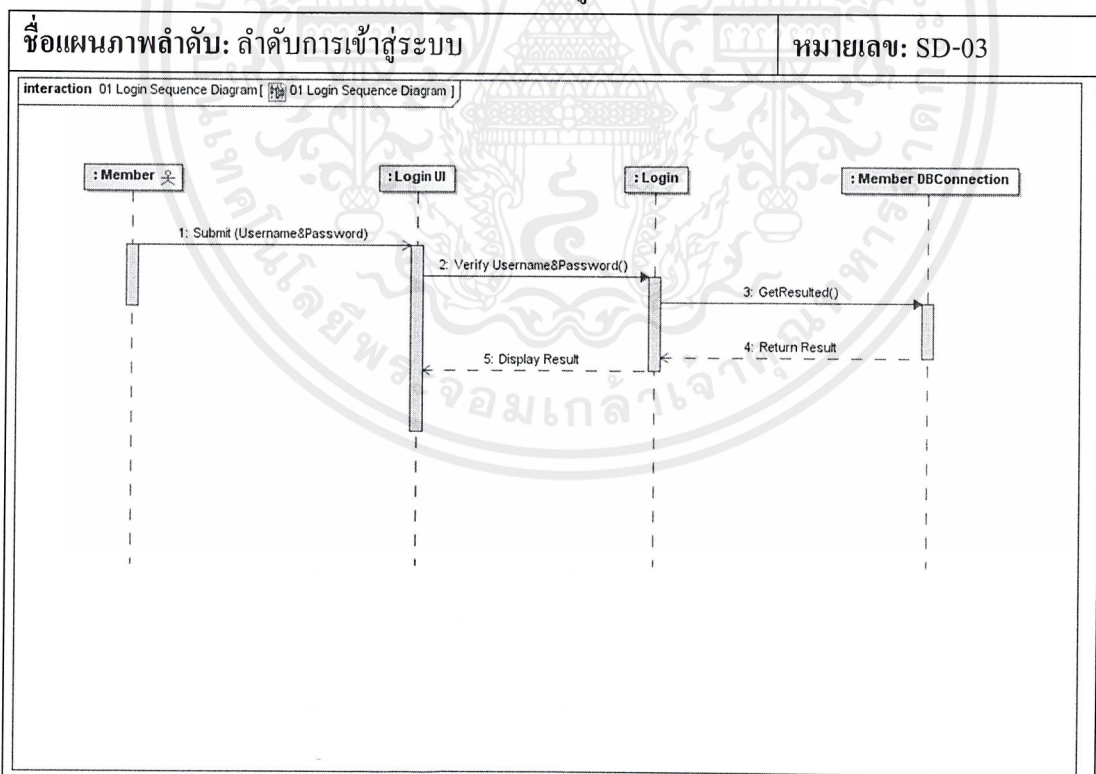 ชื่อแผนภาพลำดับ: ลำดับการเข้าสู่ระบบ
หมายเลข: SD-03
interaction 01 Login Sequence Diagram [ 01 Login Sequence Diagram ]
: Member
: Login UI
: Login
: Member DBConnection
1: Submit (Username&Password)
2: Verify Username&Password()
3: GetResulted()
4: Return Result
5: Display Result